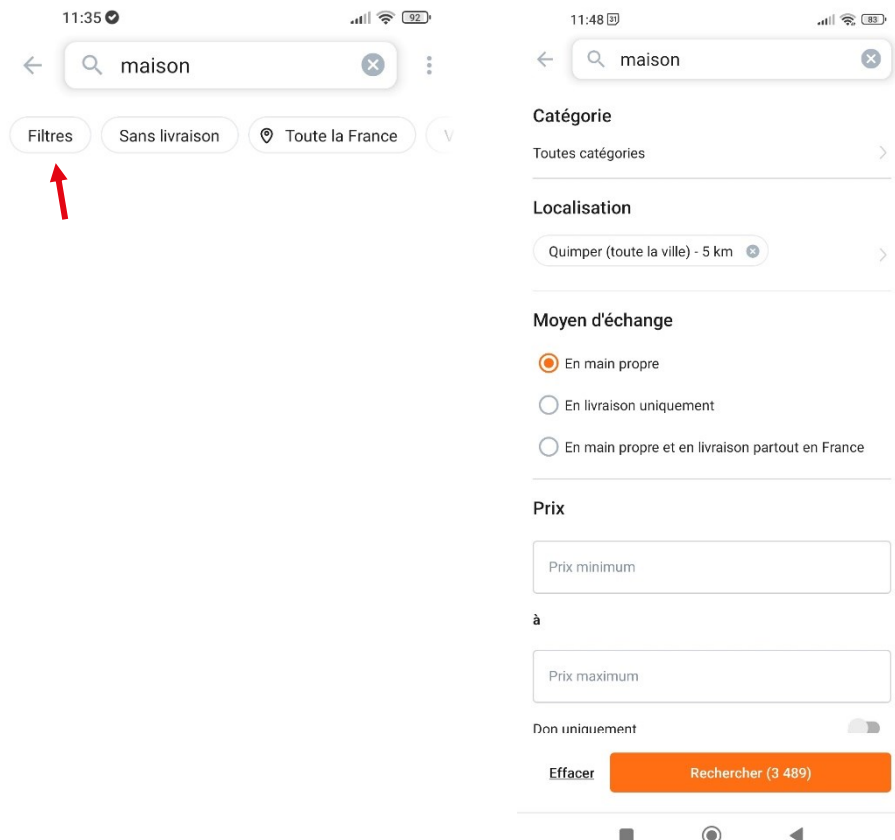 11:35
92
maison
Filtres
Sans livraison
Toute la France
V
11:48 31
83
maison
Catégorie
Toutes catégories
Localisation
Quimper (toute la ville) - 5 km
Moyen d'échange
En main propre
En livraison uniquement
En main propre et en livraison partout en France
Prix
Prix minimum
à
Prix maximum
Don uniquement
Effacer
Rechercher (3 489)